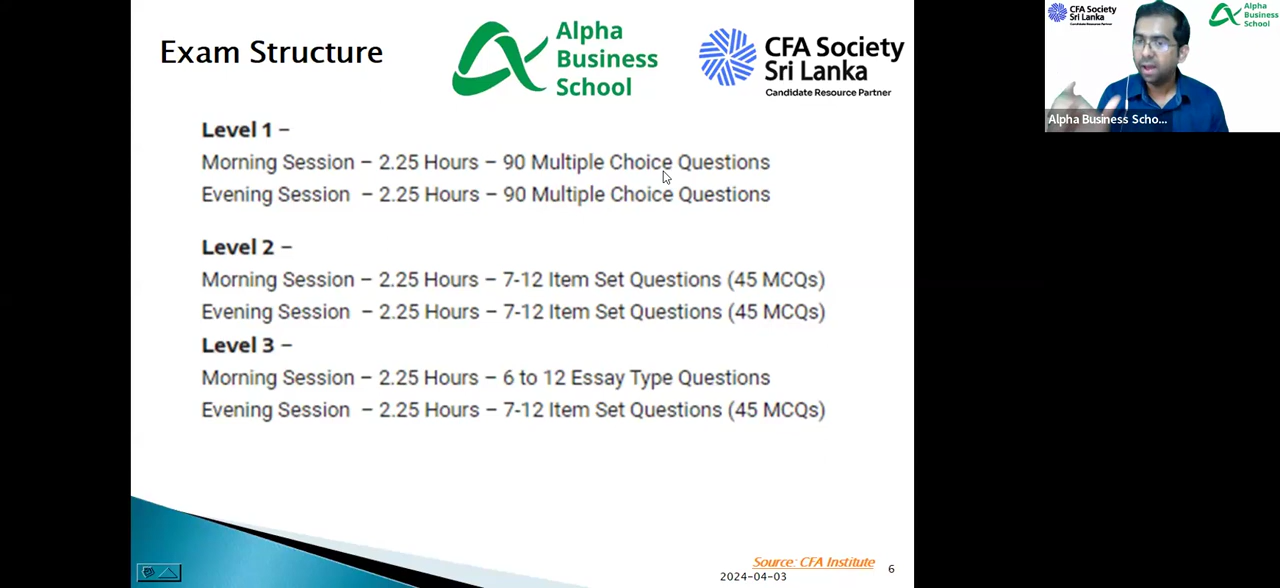 Exam Structure
Alpha
Business
School
CFA Society
Sri Lanka
Candidate Resource Partner
Level 1 –
Morning Session – 2.25 Hours – 90 Multiple Choice Questions
Evening Session – 2.25 Hours – 90 Multiple Choice Questions
Level 2 –
Morning Session – 2.25 Hours – 7-12 Item Set Questions (45 MCQs)
Evening Session – 2.25 Hours – 7-12 Item Set Questions (45 MCQs)
Level 3 –
Morning Session – 2.25 Hours – 6 to 12 Essay Type Questions
Evening Session – 2.25 Hours – 7-12 Item Set Questions (45 MCQs)
Source: CFA Institute
2024-04-03
6
CFA Society
Sri Lanka
Candidate Resource Partner
Alpha
Business
School
Alpha Business Scho...